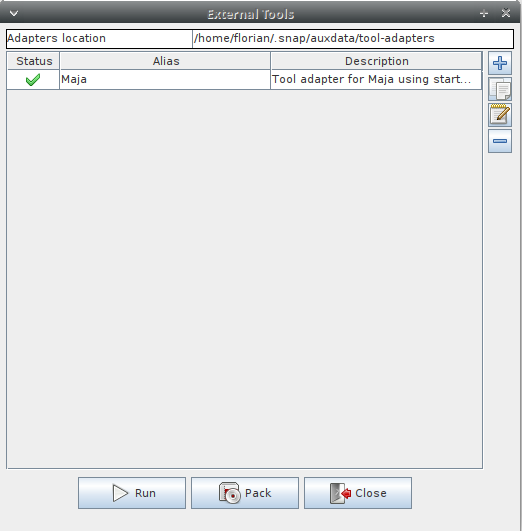 External Tools
Adapters location /home/florian/.snap/auxdata/tool-adapters
Status Alias Description
Maja Tool adapter for Maja using start...
Run Pack Close